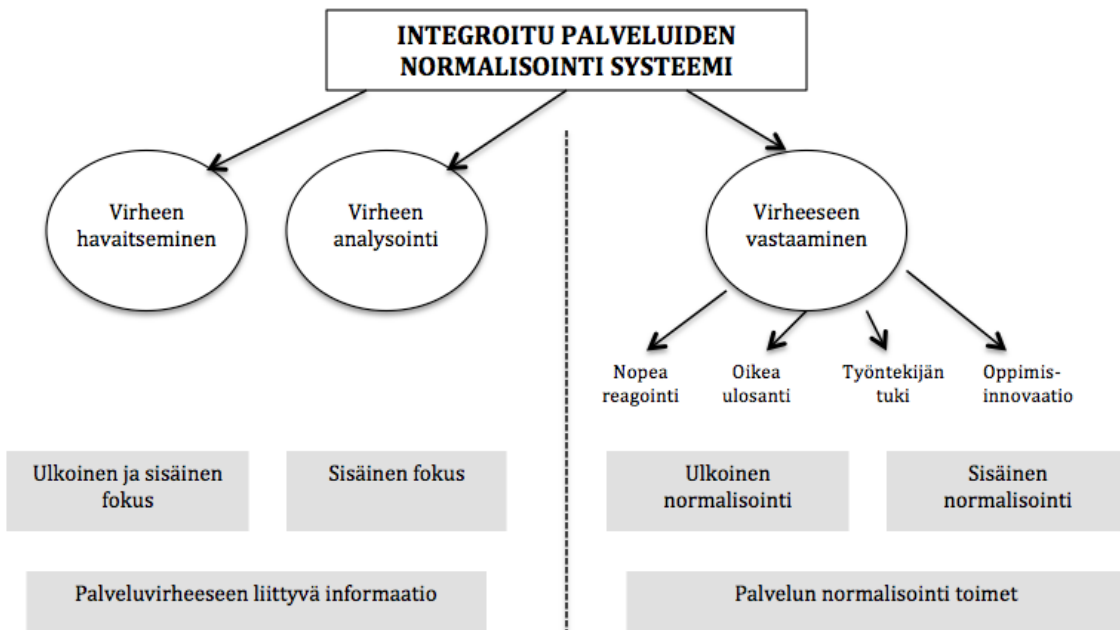 INTEGROITU PALVELUIDEN
NORMALISOINTI SYSTEEMI
Virheen
havaitseminen
Virheen
analysointi
Virheeseen
vastaaminen
Nopea
reagointi
Oikea
ulosanti
Työntekijän
tuki
Oppimis-
innovaatio
Ulkoinen ja sisäinen
fokus
Sisäinen fokus
Ulkoinen
normalisointi
Sisäinen
normalisointi
Palveluvirheeseen liittyvä informaatio
Palvelun normalisointi toimet